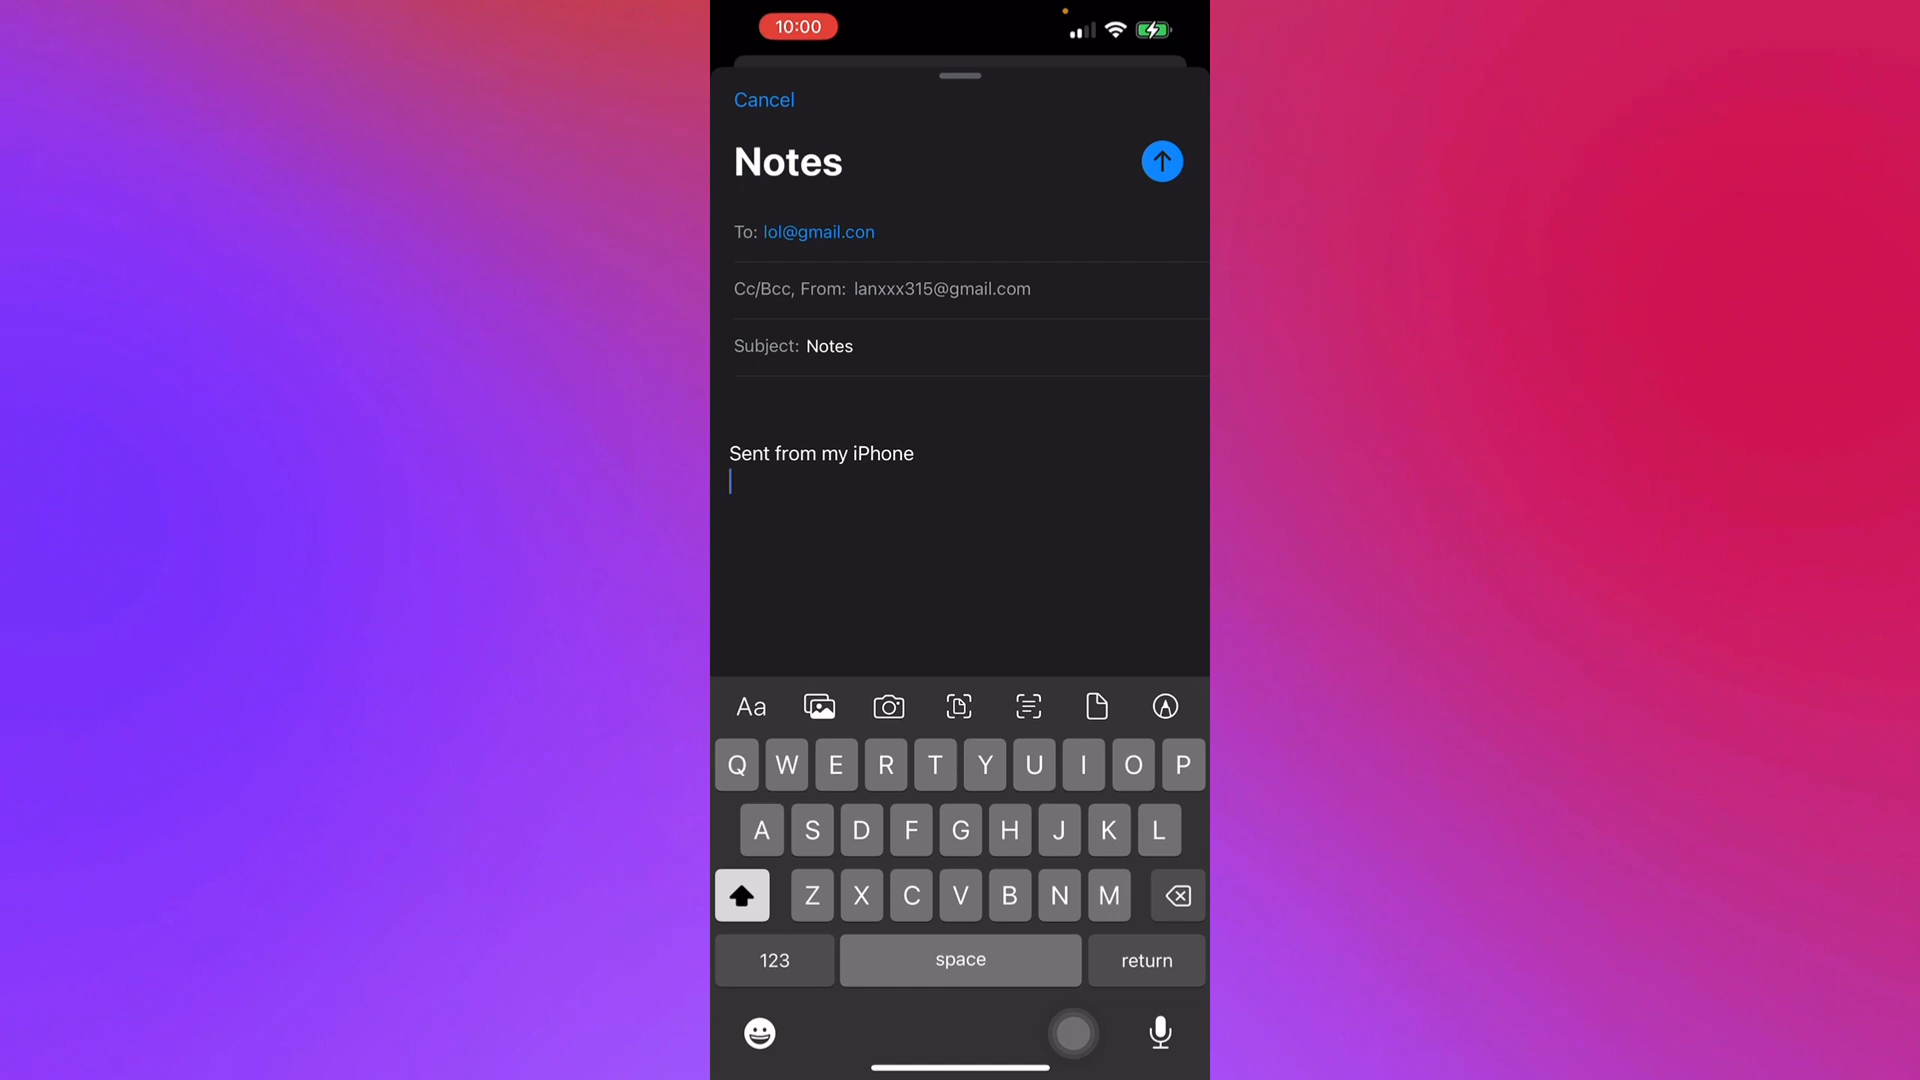 10:00
Cancel
Notes
To: lol@gmail.con
Cc/Bcc, From: lanxxx315@gmail.com
Subject: Notes
Sent from my iPhone
Aa
Q W E R T Y U I O P
A S D F G H J K L
Z X C V B N M
123 space return